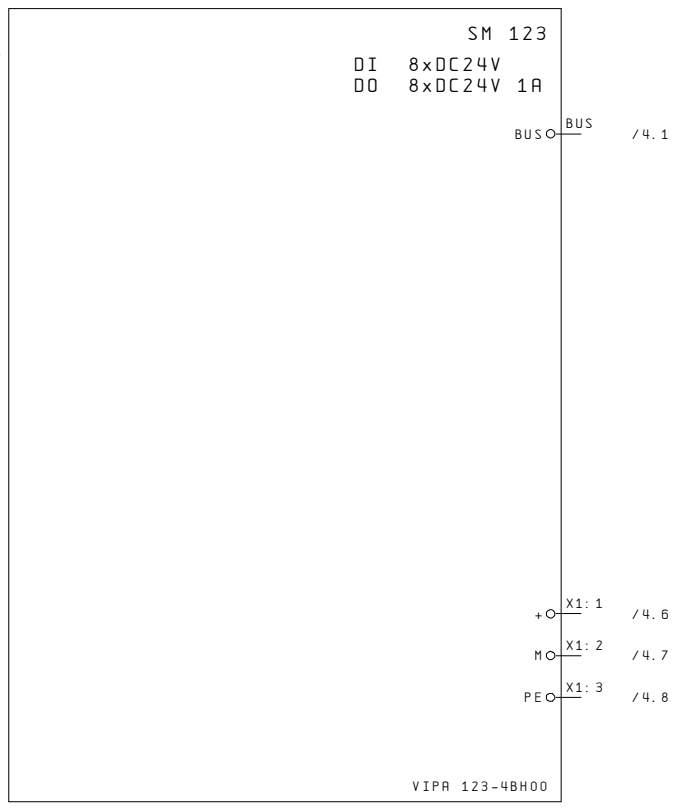 SM 123
DI 8xDC24V
DO 8xDC24V 1A
BUS BUS /4.1
+ X1:1 /4.6
M X1:2 /4.7
PE X1:3 /4.8
VIPA 123-4BH00